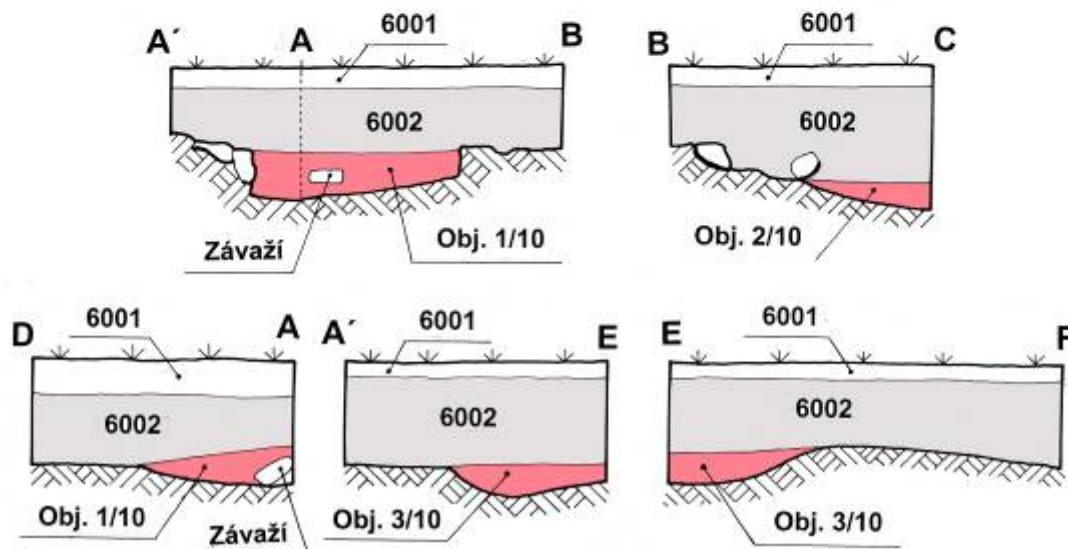 A´ A 6001 B
6002
Závaží
Obj. 1/10
B 6001 C
6002
Obj. 2/10
D 6001 A
6002
Obj. 1/10
Závaží
A´ 6001 E
6002
Obj. 3/10
E 6001 F
6002
Obj. 3/10